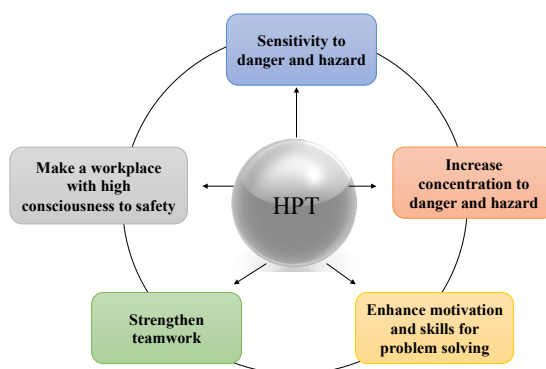 Sensitivity to
danger and hazard
Make a workplace
with high
consciousness to safety
HPT
Increase
concentration to
danger and hazard
Strengthen
teamwork
Enhance motivation
and skills for
problem solving